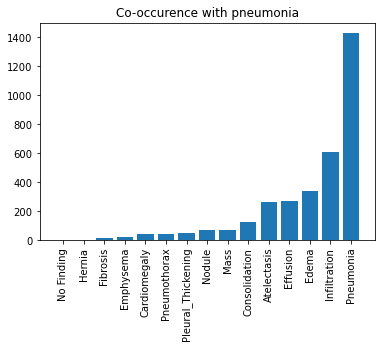 Co-occurence with pneumonia
1400
1200
1000
800
600
400
200
0
No Finding
Hernia
Fibrosis
Emphysema
Cardiomegaly
Pneumothorax
Pleural_Thickening
Nodule
Mass
Consolidation
Atelectasis
Effusion
Edema
Infiltration
Pneumonia